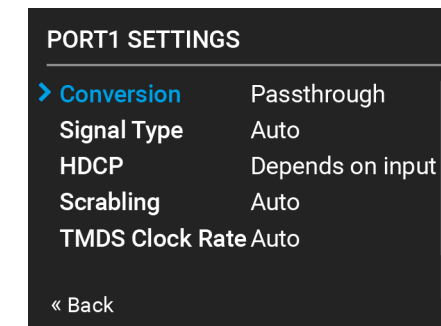 PORT1 SETTINGS
Conversion Passthrough
Signal Type Auto
HDCP Depends on input
Scrabling Auto
TMDS Clock Rate Auto
« Back